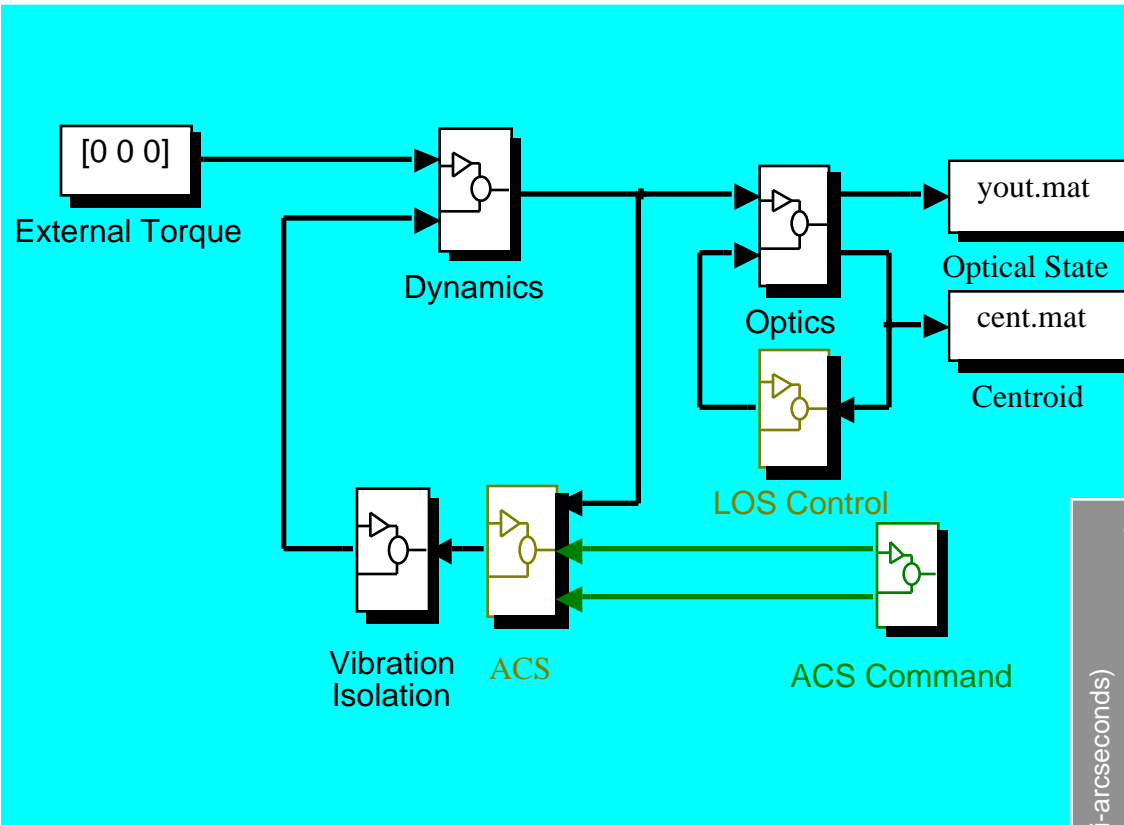 [0 0 0]
External Torque
Dynamics
Optics
yout.mat
Optical State
cent.mat
Centroid
LOS Control
Vibration
Isolation
ACS
ACS Command
-arcseconds)